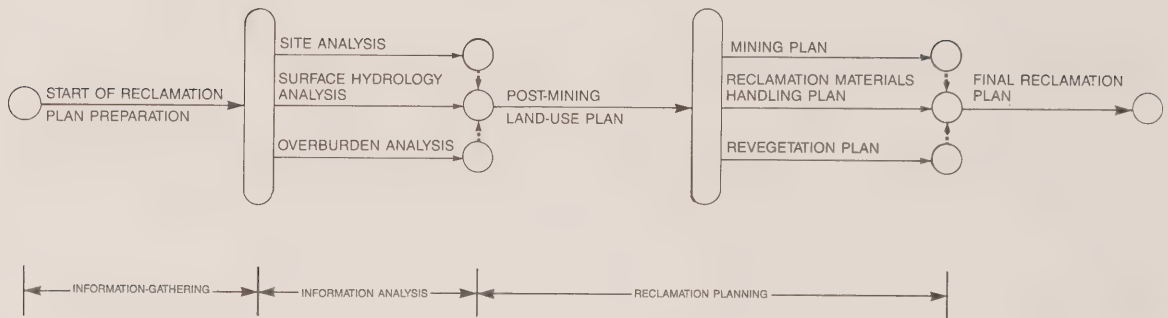 START OF RECLAMATION
PLAN PREPARATION
SITE ANALYSIS
SURFACE HYDROLOGY
ANALYSIS
OVERBURDEN ANALYSIS
POST-MINING
LAND-USE PLAN
MINING PLAN
RECLAMATION MATERIALS
HANDLING PLAN
REVEGETATION PLAN
FINAL RECLAMATION
PLAN
INFORMATION-GATHERING
INFORMATION ANALYSIS
RECLAMATION PLANNING